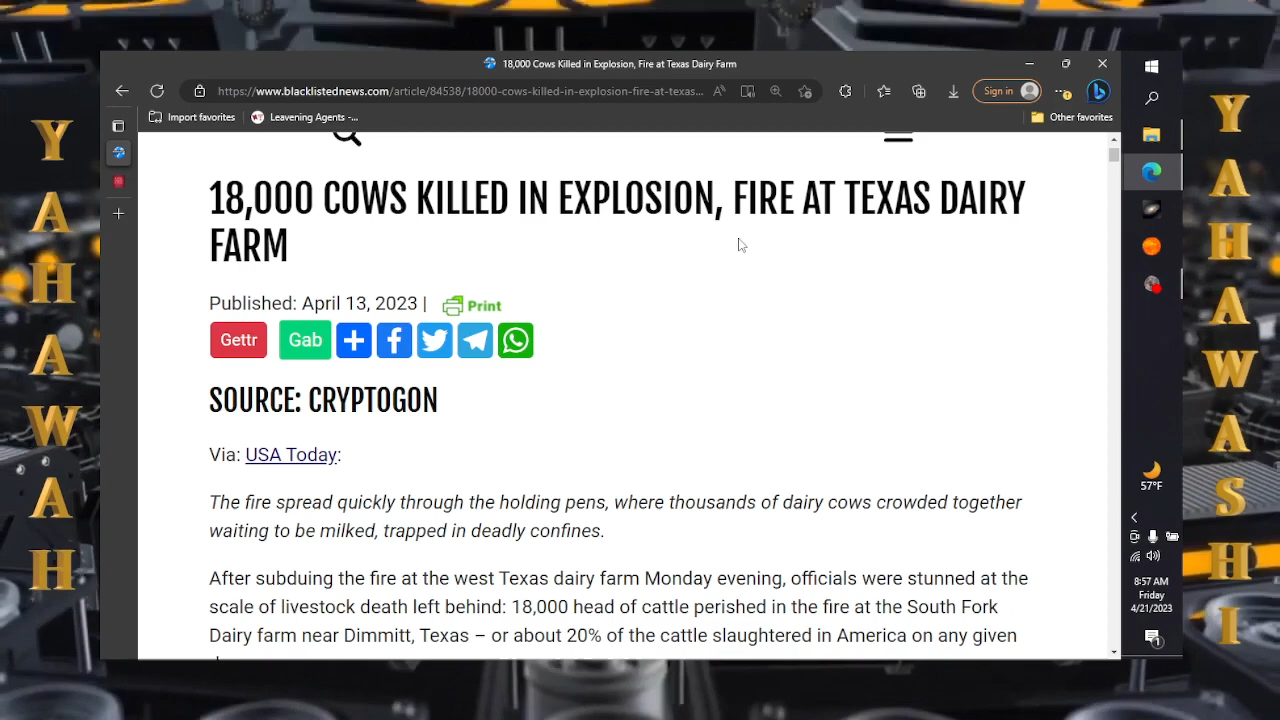 18,000 Cows Killed in Explosion, Fire at Texas Dairy Farm
https://www.blacklistednews.com/article/84538/18000-cows-killed-in-explosion-fire-at-texas...
Sign in
Import favorites
Leavening Agents -...
Other favorites
18,000 COWS KILLED IN EXPLOSION, FIRE AT TEXAS DAIRY
FARM
Published: April 13, 2023 |
Print
Gettr
Gab
SOURCE: CRYPTOGON
Via: USA Today:
The fire spread quickly through the holding pens, where thousands of dairy cows crowded together
waiting to be milked, trapped in deadly confines.
After subduing the fire at the west Texas dairy farm Monday evening, officials were stunned at the
scale of livestock death left behind: 18,000 head of cattle perished in the fire at the South Fork
Dairy farm near Dimmitt, Texas – or about 20% of the cattle slaughtered in America on any given
57°F
8:57 AM
Friday
4/21/2023
1
YAHAWAH
YAHAWASHI